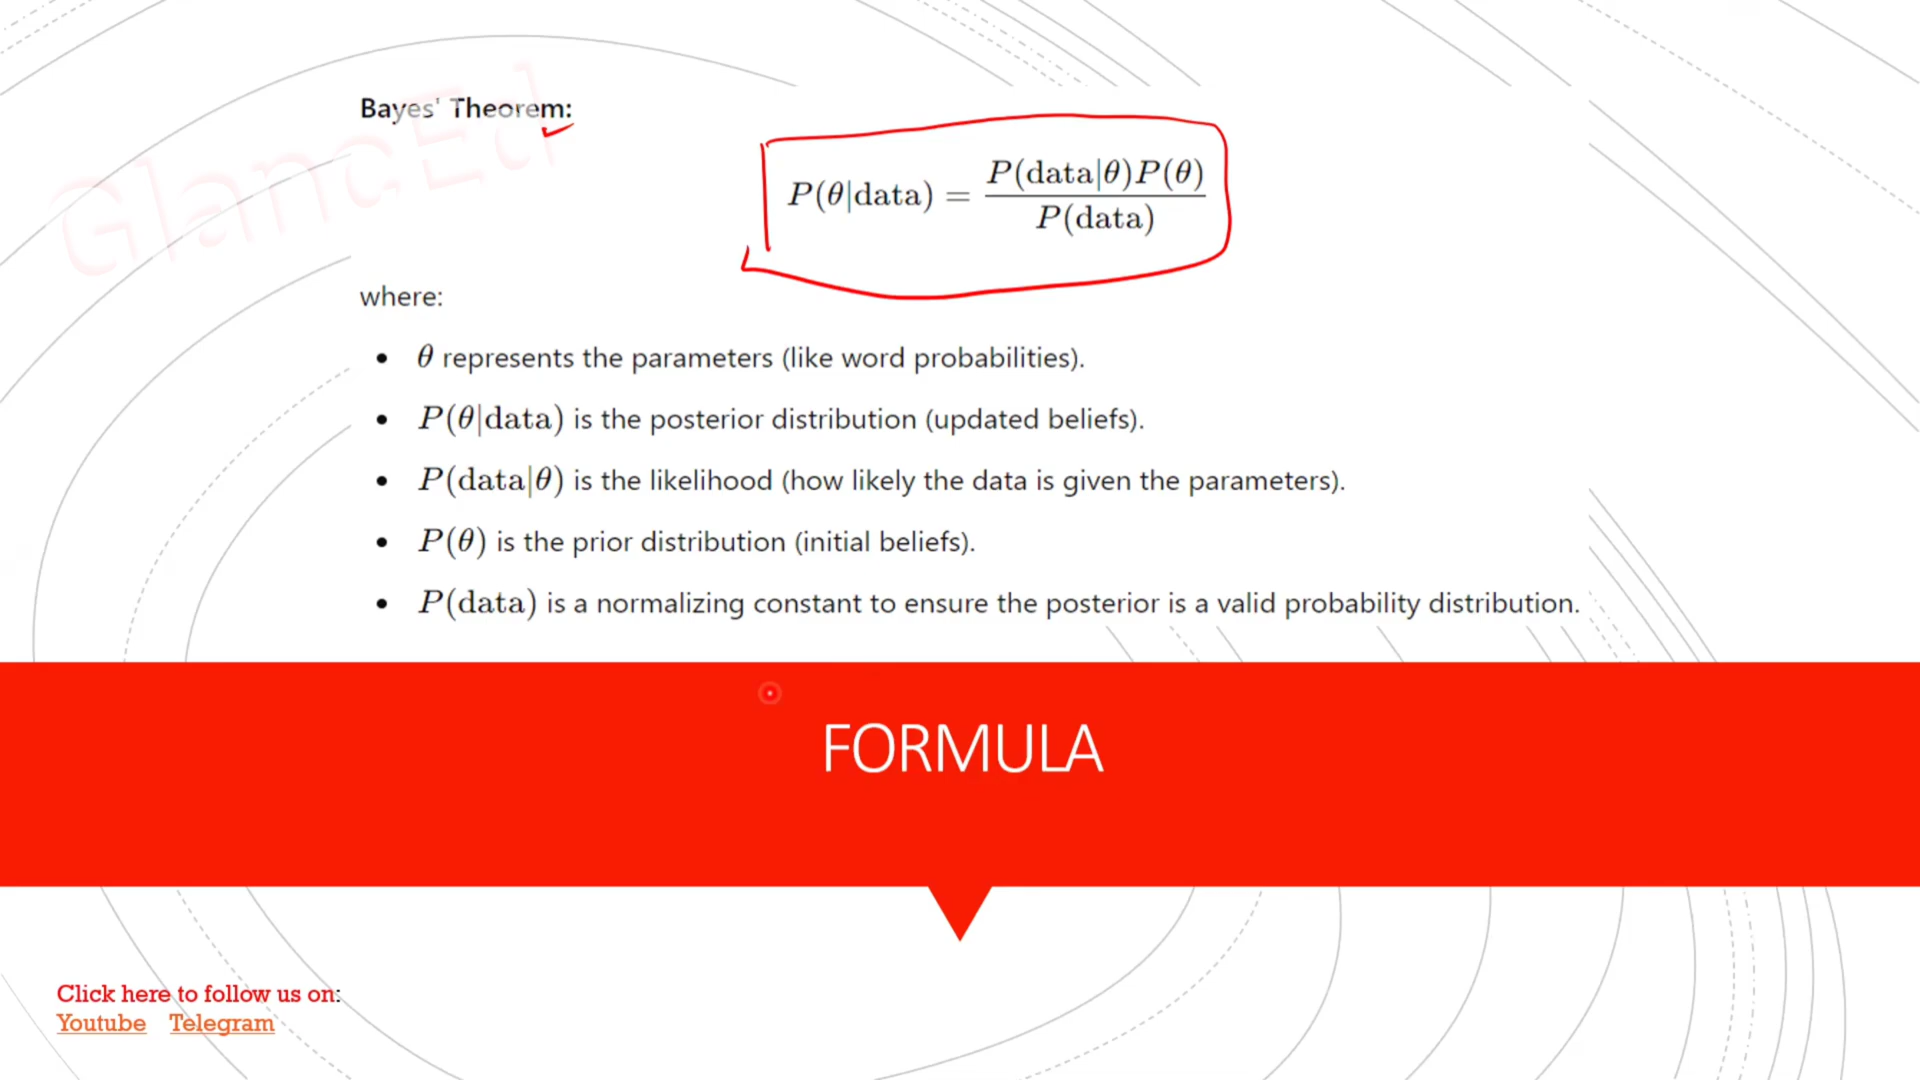 Bayes' Theorem:
GlancEd
P(θ|data) = P(data|θ)P(θ) / P(data)
where:
• θ represents the parameters (like word probabilities).
• P(θ|data) is the posterior distribution (updated beliefs).
• P(data|θ) is the likelihood (how likely the data is given the parameters).
• P(θ) is the prior distribution (initial beliefs).
• P(data) is a normalizing constant to ensure the posterior is a valid probability distribution.
FORMULA
Click here to follow us on:
Youtube Telegram